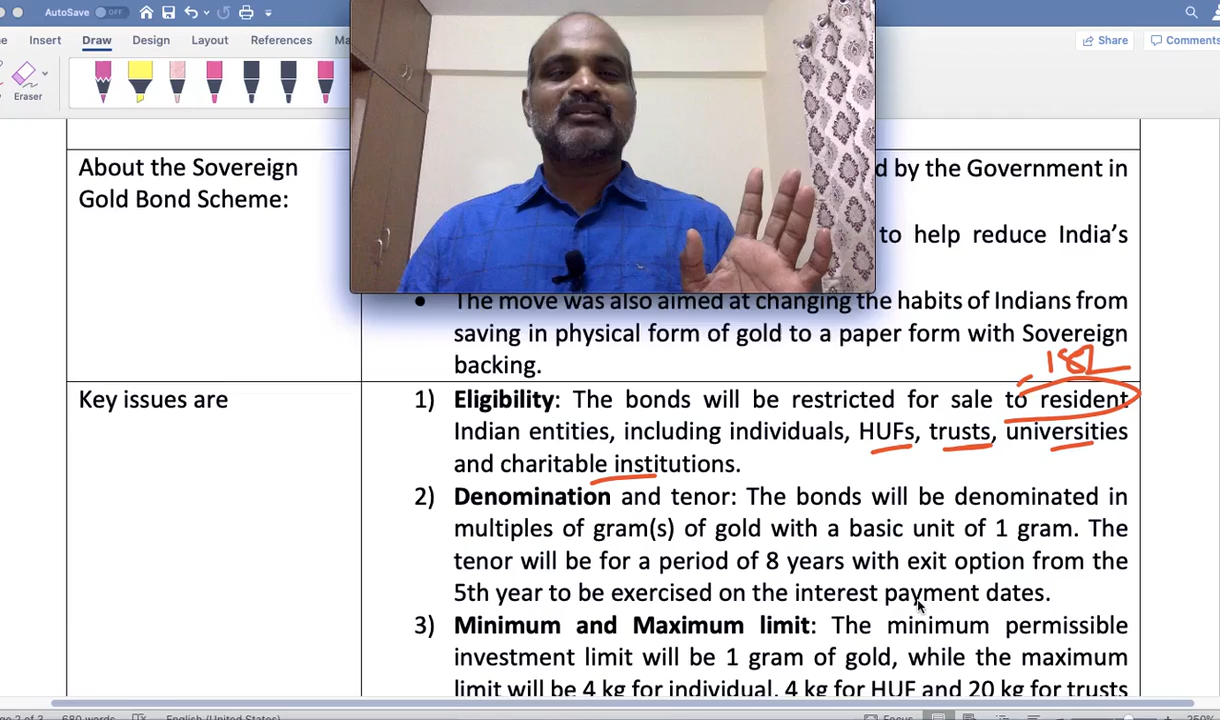 AutoSave OFF
Insert Draw Design Layout References Share Comments
Eraser
About the Sovereign
Gold Bond Scheme:
by the Government in
to help reduce India’s
• The move was also aimed at changing the habits of Indians from
saving in physical form of gold to a paper form with Sovereign
backing.
182
Key issues are
1) Eligibility: The bonds will be restricted for sale to resident
Indian entities, including individuals, HUFs, trusts, universities
and charitable institutions.
2) Denomination and tenor: The bonds will be denominated in
multiples of gram(s) of gold with a basic unit of 1 gram. The
tenor will be for a period of 8 years with exit option from the
5th year to be exercised on the interest payment dates.
3) Minimum and Maximum limit: The minimum permissible
investment limit will be 1 gram of gold, while the maximum
limit will be 4 kg for individual, 4 kg for HUF and 20 kg for trusts
680 words English (United States) Focus 250%